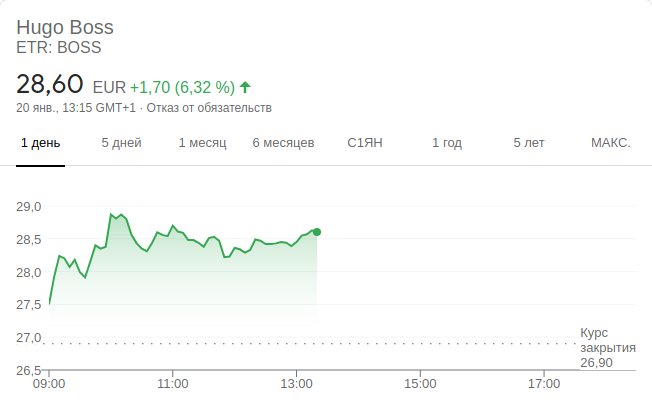 Hugo Boss
ETR: BOSS
28,60 EUR +1,70 (6,32 %)
20 янв., 13:15 GMT+1 · Отказ от обязательств
1 день 5 дней 1 месяц 6 месяцев С1ЯН 1 год 5 лет МАКС.
29,0
28,5
28,0
27,5
27,0
26,5
Курс
закрытия
26,90
09:00 11:00 13:00 15:00 17:00